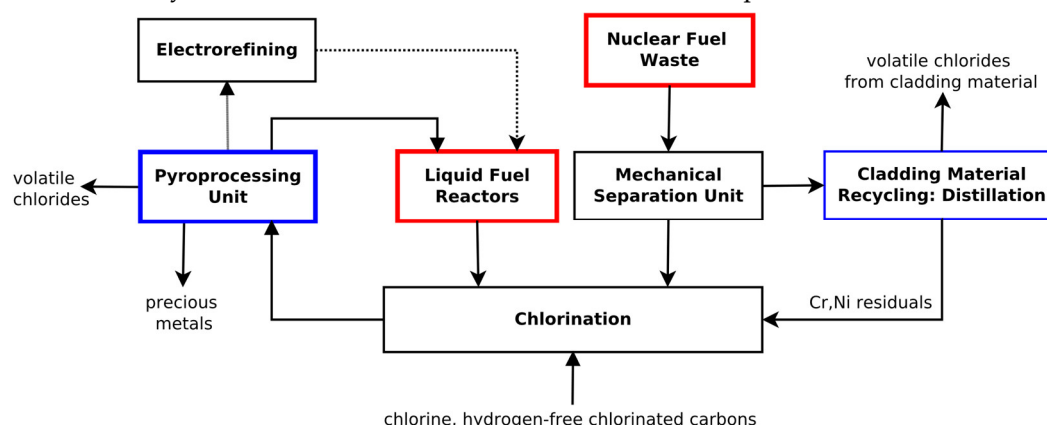 Electrorefining
Nuclear Fuel
Waste
volatile chlorides
from cladding material
volatile
chlorides
Pyroprocessing
Unit
Liquid Fuel
Reactors
Mechanical
Separation Unit
Cladding Material
Recycling: Distillation
precious
metals
Cr,Ni residuals
Chlorination
chlorine, hydrogen-free chlorinated carbons